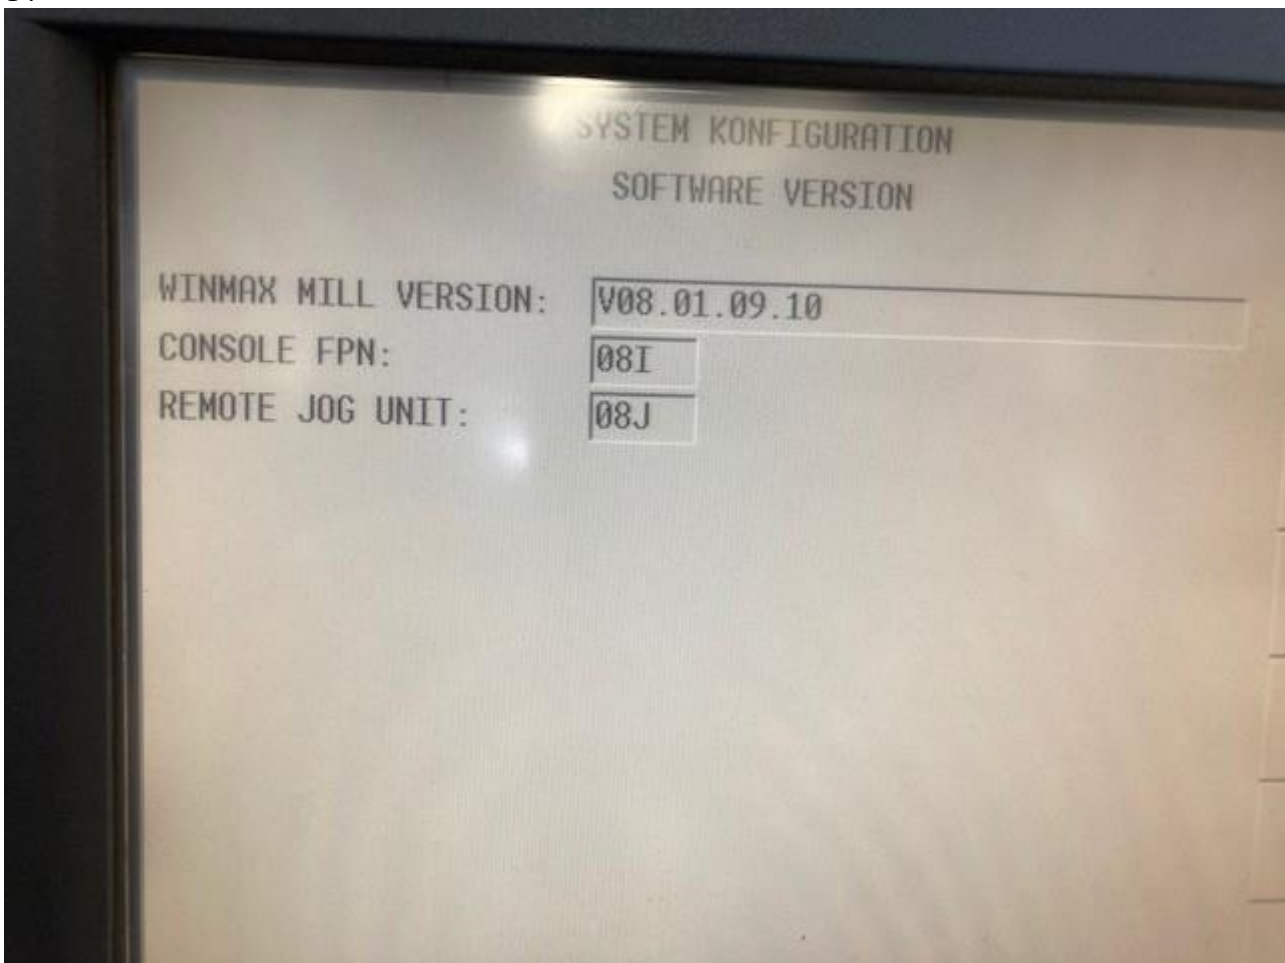 SYSTEM KONFIGURATION
SOFTWARE VERSION
WINMAX MILL VERSION: V08.01.09.10
CONSOLE FPN: 08I
REMOTE JOG UNIT: 08J